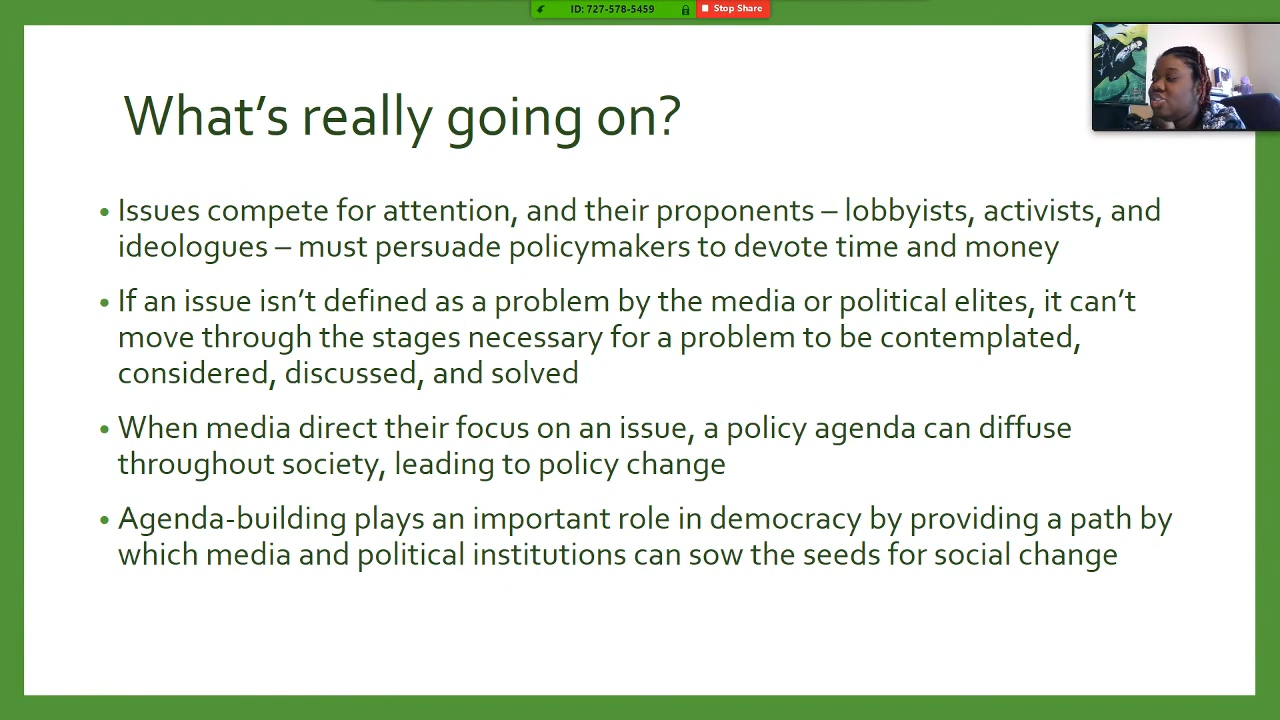 ID: 727-578-5459
Stop Share
What’s really going on?
• Issues compete for attention, and their proponents – lobbyists, activists, and
ideologues – must persuade policymakers to devote time and money
• If an issue isn’t defined as a problem by the media or political elites, it can’t
move through the stages necessary for a problem to be contemplated,
considered, discussed, and solved
• When media direct their focus on an issue, a policy agenda can diffuse
throughout society, leading to policy change
• Agenda-building plays an important role in democracy by providing a path by
which media and political institutions can sow the seeds for social change